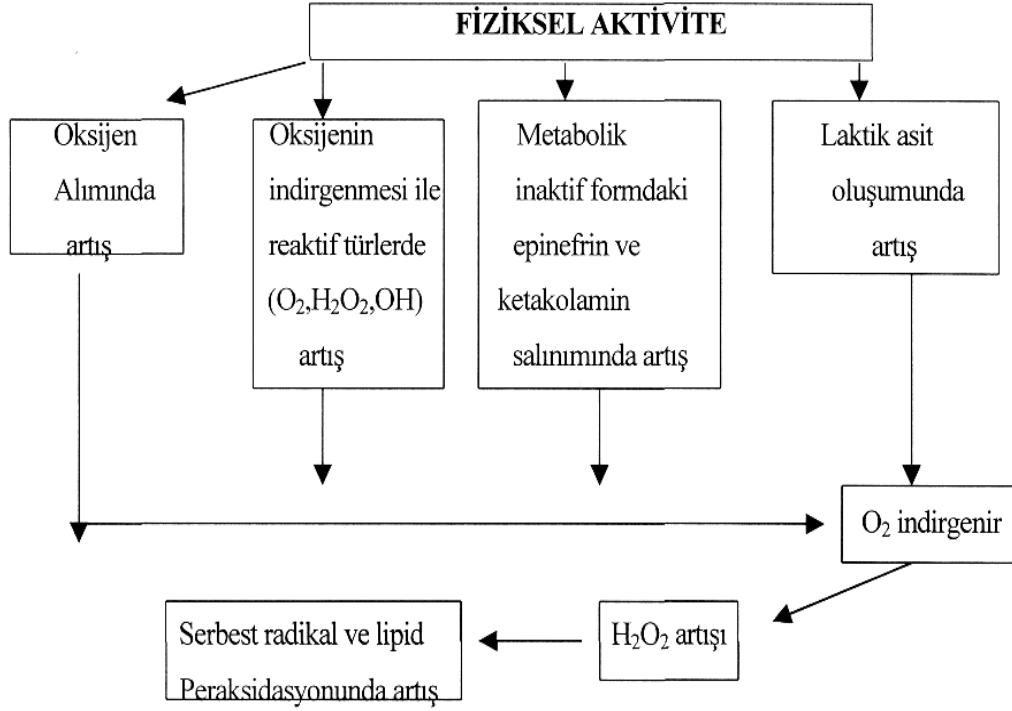 FİZİKSEL AKTİVİTE
Oksijen
Alımında
artış
Oksijenin
indirgenmesi ile
reaktif türlerde
(O₂,H₂O₂,OH)
artış
Metabolik
inaktif formdaki
epinefrin ve
ketakolamin
salınımında artış
Laktik asit
oluşumunda
artış
O₂ indirgenir
H₂O₂ artışı
Serbest radikal ve lipid
Peraksidasyonunda artış